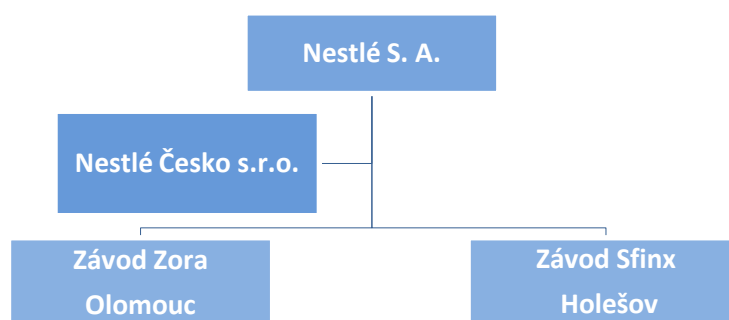 Nestlé S. A.
Nestlé Česko s.r.o.
Závod Zora
Olomouc
Závod Sfinx
Holešov